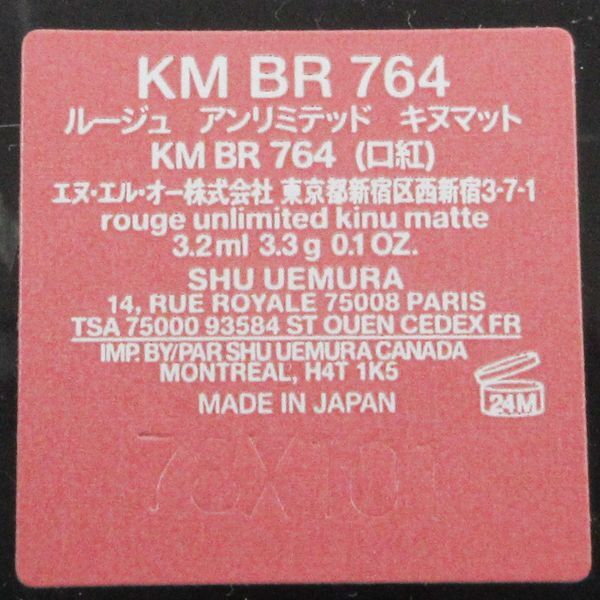 KM BR 764
ルージュ アンリミテッド キヌマット
KM BR 764 (口紅)
エヌ・エル・オー株式会社 東京都新宿区西新宿3-7-1
rouge unlimited kinu matte
3.2 ml 3.3 g 0.1 OZ.
SHU UEMURA
14, RUE ROYALE 75008 PARIS
TSA 75000 93584 ST OUEN CEDEX FR
IMP. BY/PAR SHU UEMURA CANADA
MONTREAL, H4T 1K5
MADE IN JAPAN
24M